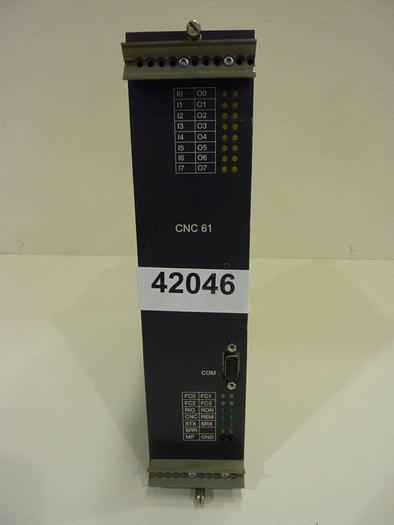 I0 O0
I1 O1
I2 O2
I3 O3
I4 O4
I5 O5
I6 O6
I7 O7
CNC 61
42046
COM
FC0 FC1
FC2 FC3
RIO RON
CNC REM
STX SRX
SRR
MP GND